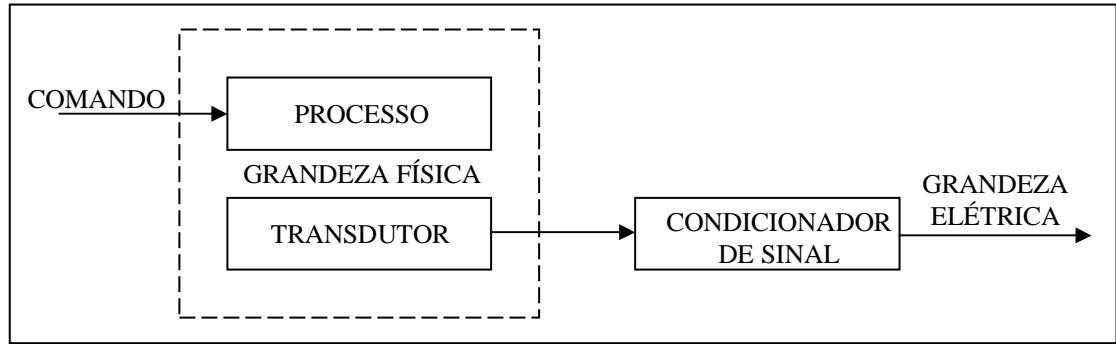 COMANDO
PROCESSO
GRANDEZA FÍSICA
TRANSDUTOR
CONDICIONADOR
DE SINAL
GRANDEZA
ELÉTRICA